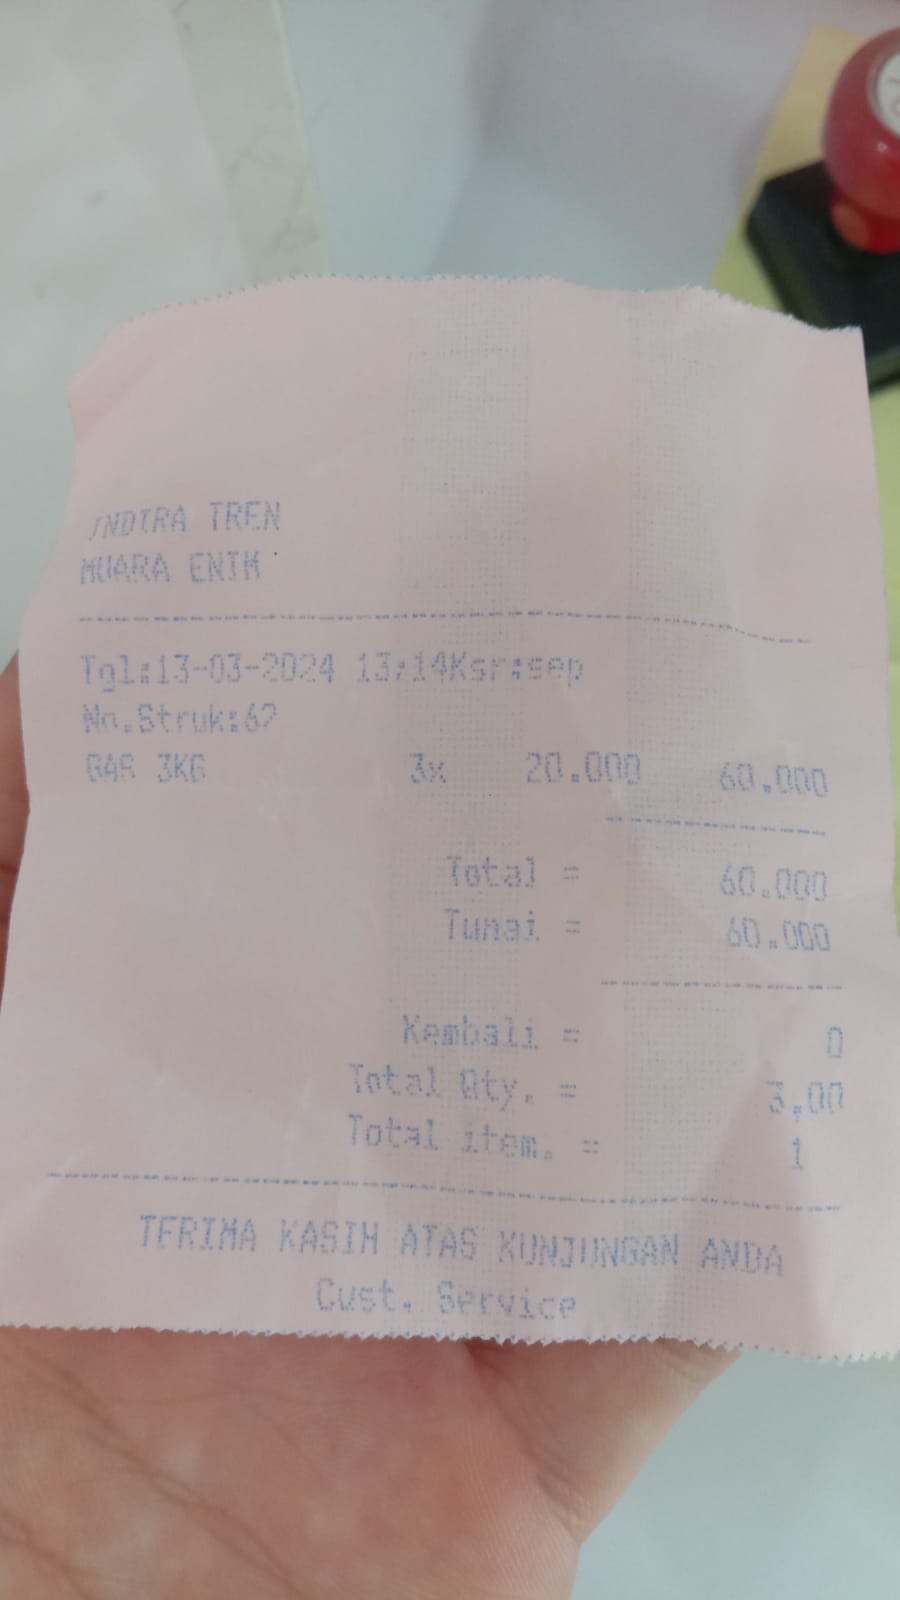 INDIRA TREN
MUARA ENIM
Tgl:13-03-2024 13:14Ksr:sep
No.Struk:62
GAS 3KG 3x 20.000 60.000
Total = 60.000
Tunai = 60.000
Kembali = 0
Total Qty. = 3,00
Total item. = 1
TERIMA KASIH ATAS KUNJUNGAN ANDA
Cust. Service